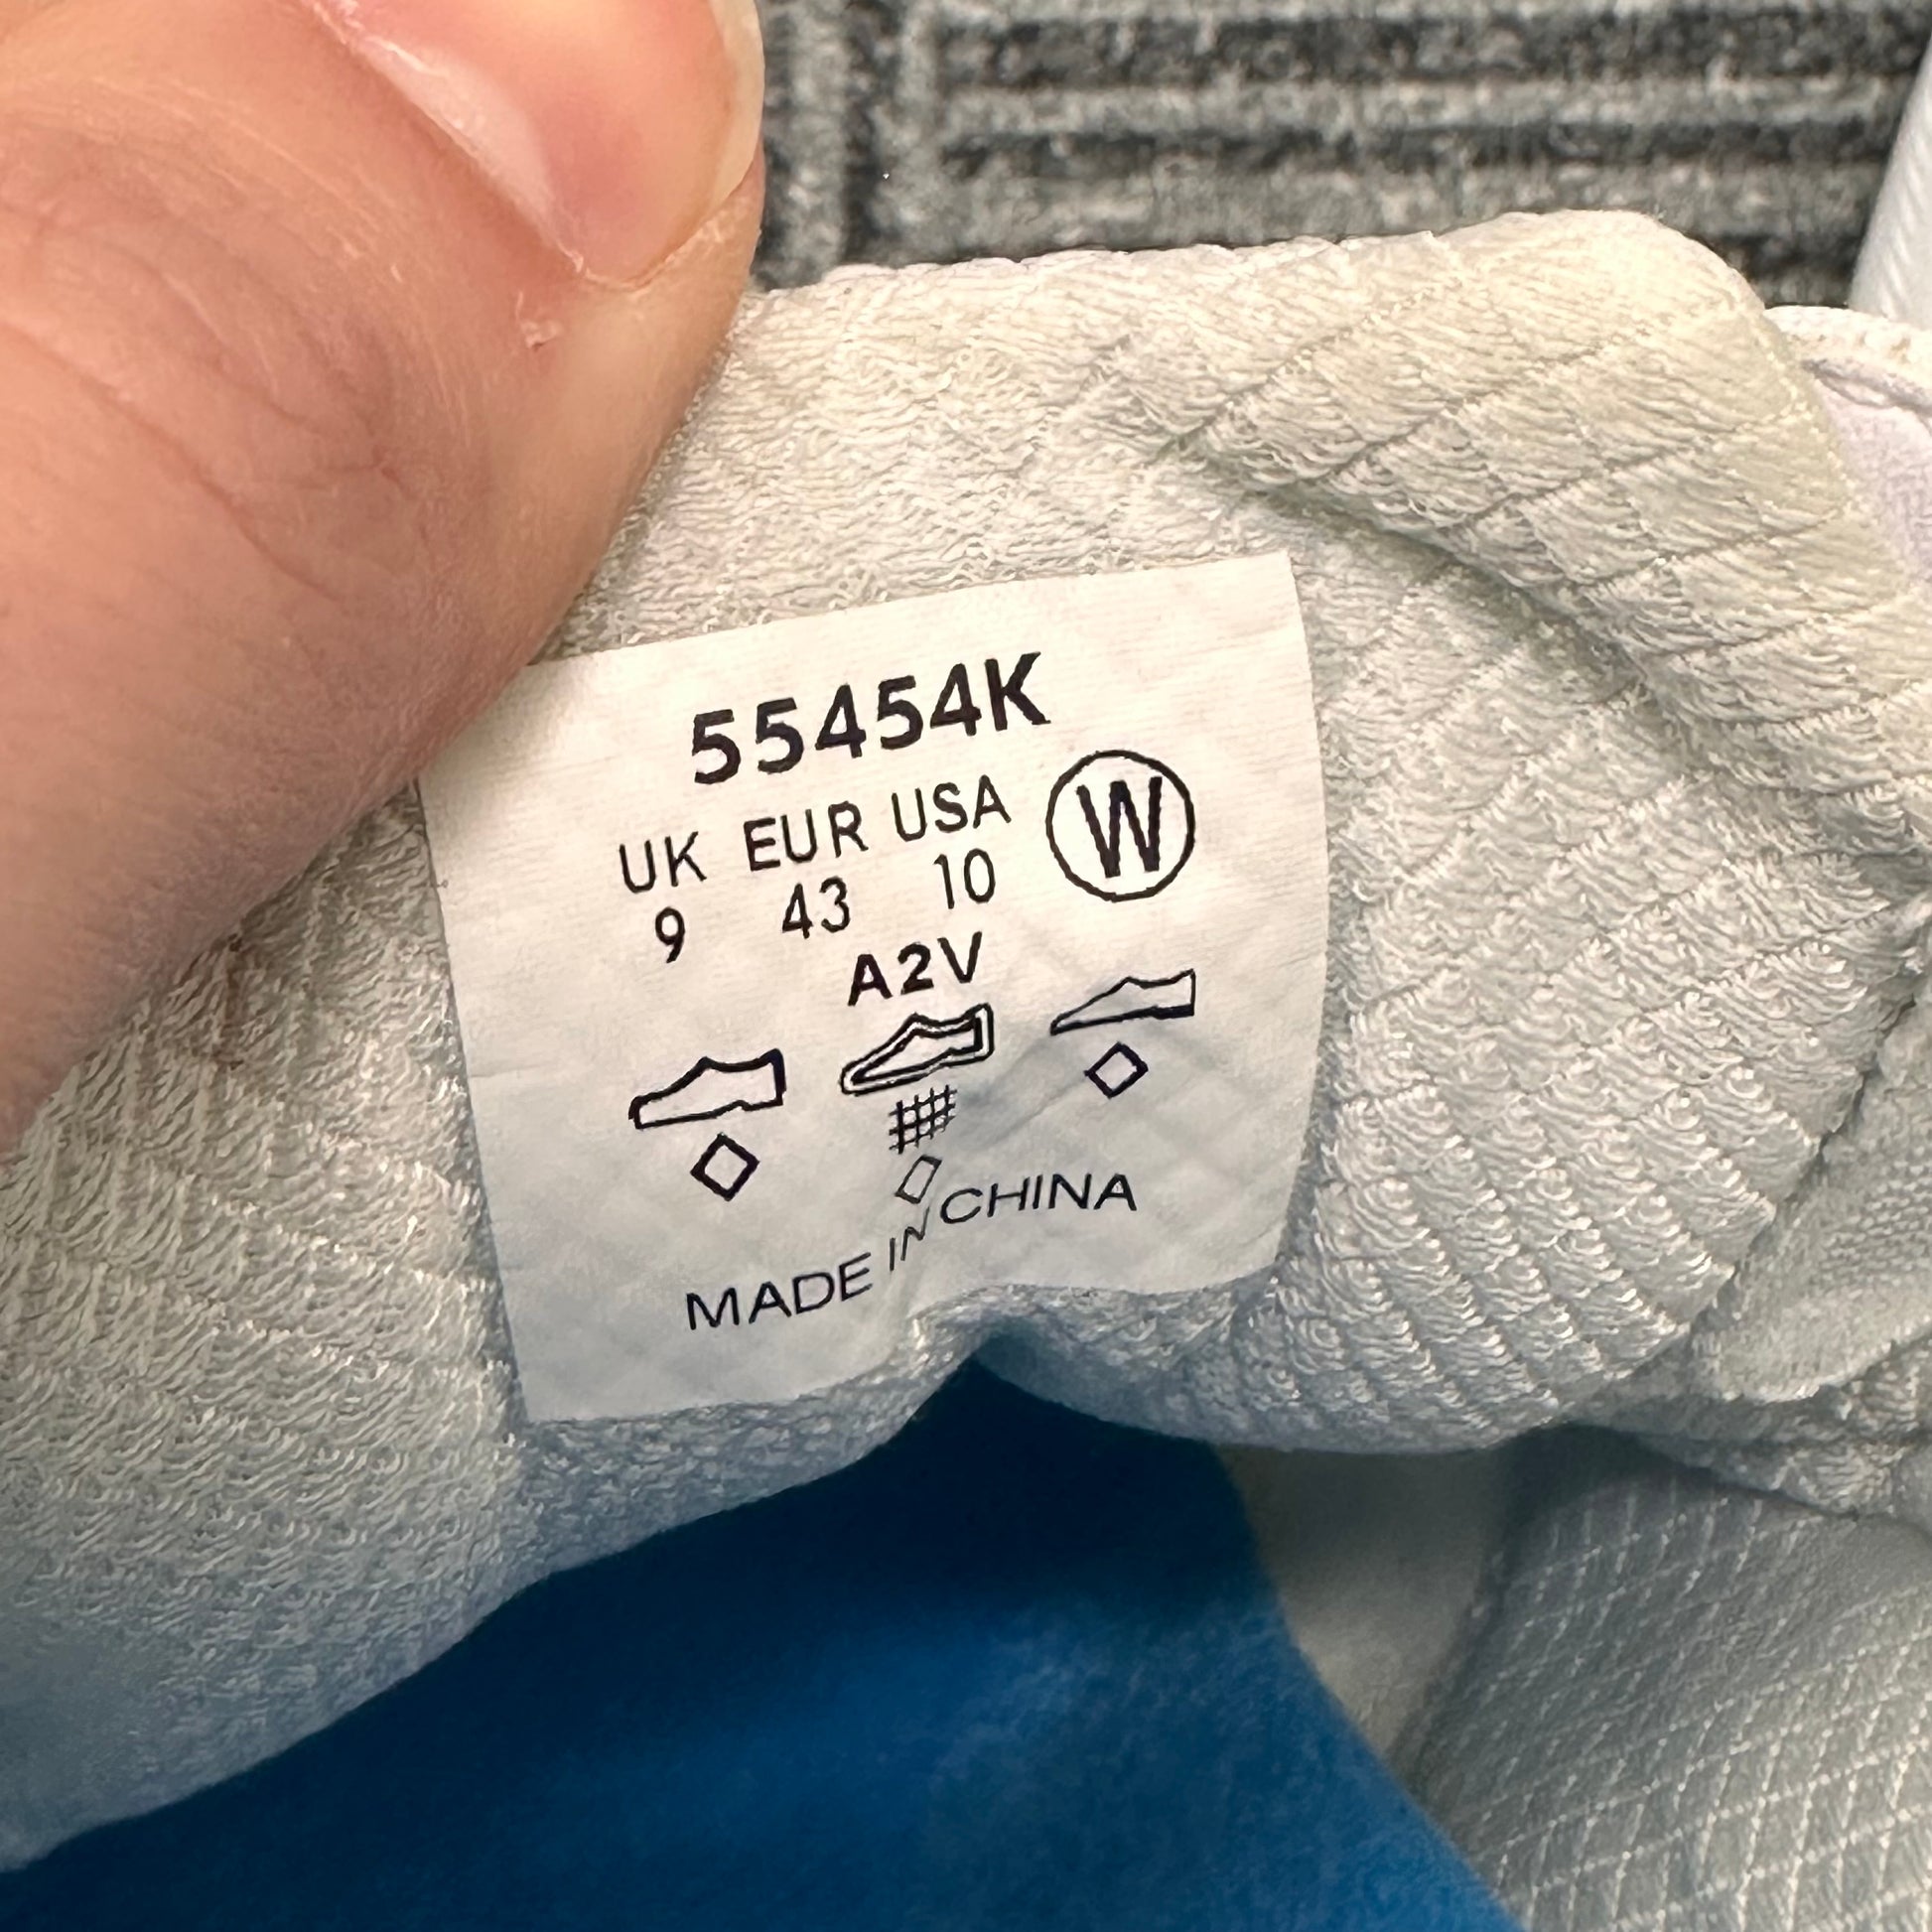 55454K
UK EUR USA W
9 43 10
A2V
MADE IN CHINA